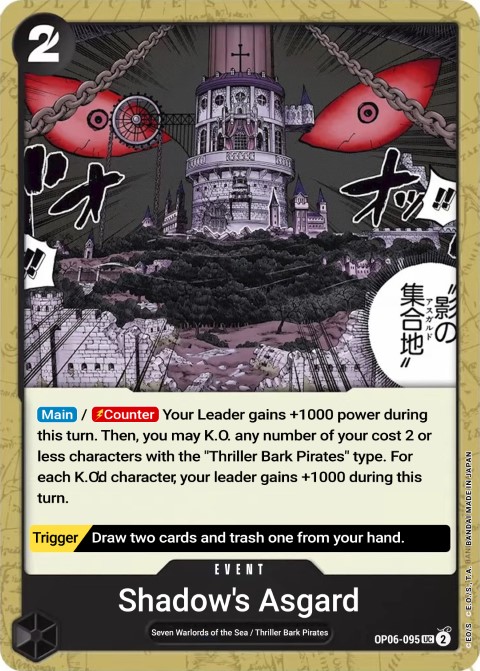 2
オッ!!
ド
!!
"影の
アスガルド
集合地"
Main / Counter Your Leader gains +1000 power during
this turn. Then, you may K.O. any number of your cost 2 or
less characters with the "Thriller Bark Pirates" type. For
each K.O'd character, your leader gains +1000 during this
turn.
Trigger Draw two cards and trash one from your hand.
EVENT
Shadow's Asgard
Seven Warlords of the Sea / Thriller Bark Pirates
OP06-095 UC 2
BANDAI MADE IN JAPAN